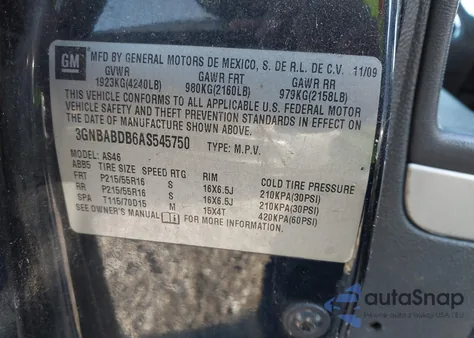 GM
MFD BY GENERAL MOTORS DE MEXICO, S. DE R.L. DE C.V. 11/09
GVWR GAWR FRT GAWR RR
1923KG(4240LB) 980KG(2160LB) 979KG(2158LB)
THIS VEHICLE CONFORMS TO ALL APPLICABLE U.S. FEDERAL MOTOR
VEHICLE SAFETY AND THEFT PREVENTION STANDARDS IN EFFECT ON
THE DATE OF MANUFACTURE SHOWN ABOVE.
3GNBABDB6AS545750 TYPE: M.P.V.
MODEL: AS46
ABB5 TIRE SIZE SPEED RTG RIM COLD TIRE PRESSURE
FRT P215/55R16 S 16X6.5J 210KPA(30PSI)
RR P215/55R16 S 16X6.5J 210KPA(30PSI)
SPA T115/70D15 M 15X4T 420KPA(60PSI)
SEE OWNER'S MANUAL FOR MORE INFORMATION.
autoSnap